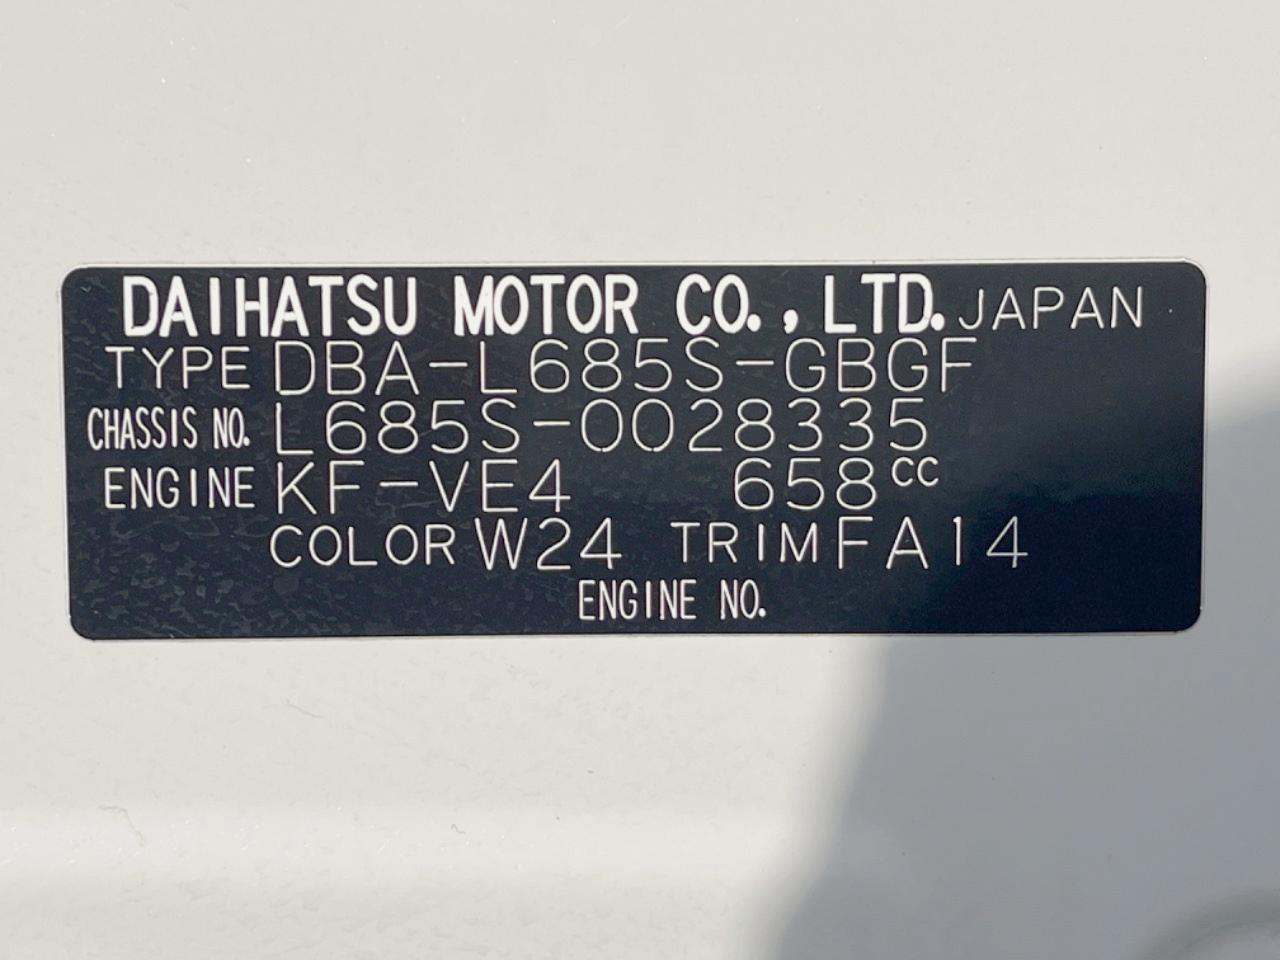 DAIHATSU MOTOR CO., LTD. JAPAN
TYPE DBA-L685S-GBGF
CHASSIS NO. L685S-0028335
ENGINE KF-VE4 658cc
COLOR W24 TRIM FA14
ENGINE NO.